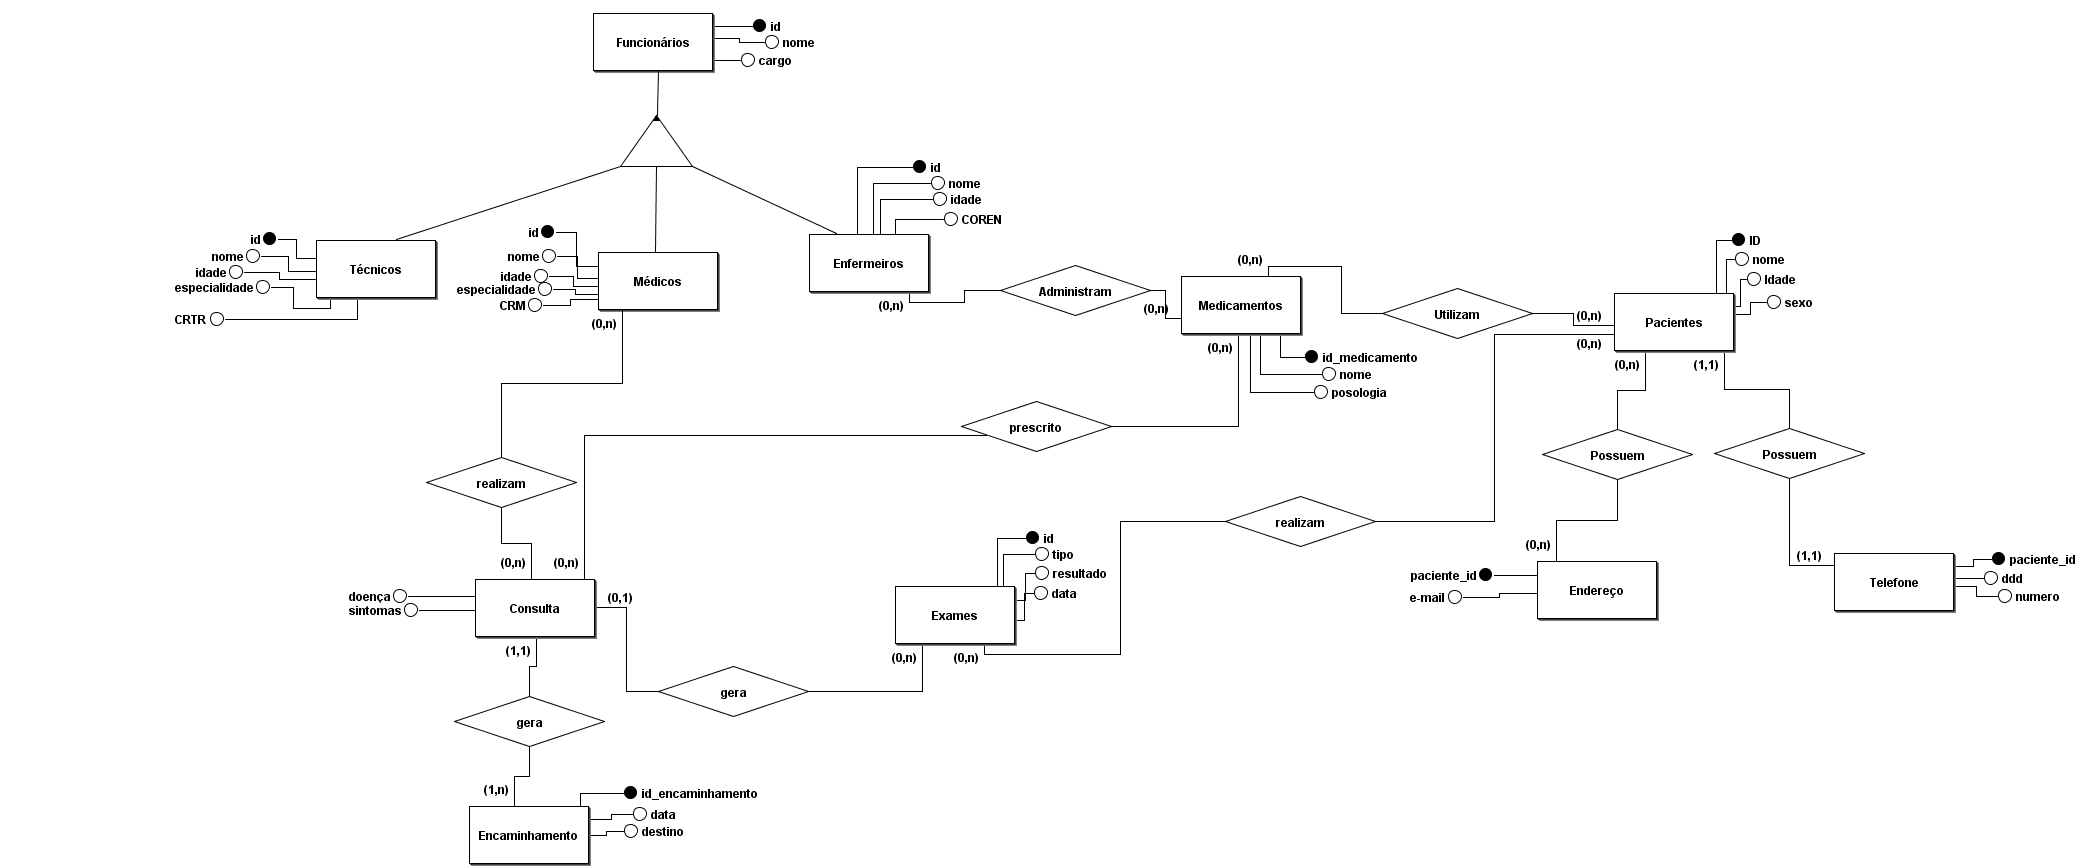 Funcionários
id
nome
cargo
Técnicos
id
nome
idade
especialidade
CRTR
Médicos
id
nome
idade
especialidade
CRM
(0,n)
Enfermeiros
id
nome
idade
COREN
(0,n)
Administram
(0,n)
Medicamentos
(0,n)
(0,n)
id_medicamento
nome
posologia
Utilizam
(0,n)
(0,n)
Pacientes
ID
nome
Idade
sexo
(0,n)
(1,1)
prescrito
realizam
Possuem
Possuem
realizam
(0,n)
(0,n)
Consulta
doença
sintomas
(0,1)
(1,1)
Exames
id
tipo
resultado
data
(0,n)
(0,n)
(0,n)
Endereço
paciente_id
e-mail
(1,1)
Telefone
paciente_id
ddd
numero
gera
gera
(1,n)
Encaminhamento
id_encaminhamento
data
destino